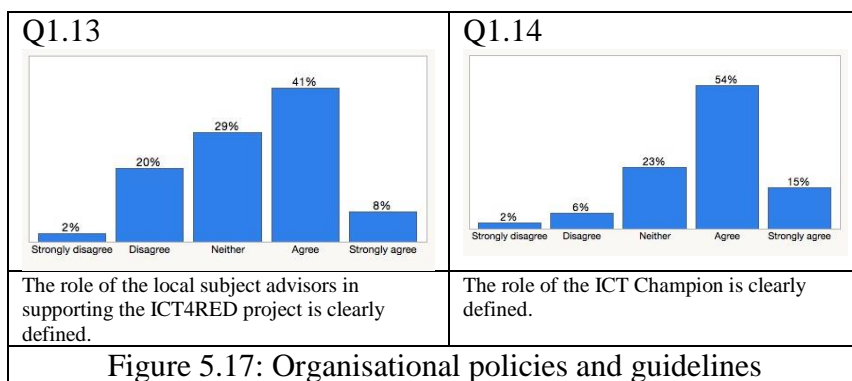 Q1.13
41%
29%
20%
8%
2%
Strongly disagree Disagree Neither Agree Strongly agree
The role of the local subject advisors in
supporting the ICT4RED project is clearly
defined.
Q1.14
54%
23%
15%
6%
2%
Strongly disagree Disagree Neither Agree Strongly agree
The role of the ICT Champion is clearly
defined.
Figure 5.17: Organisational policies and guidelines